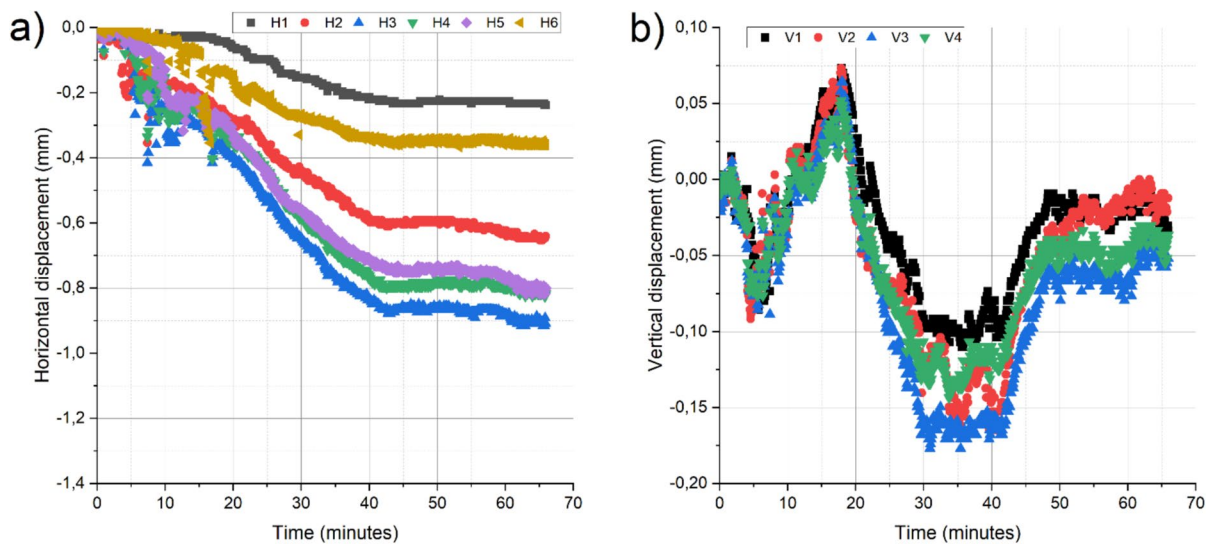 a)
H1 H2 H3 H4 H5 H6
Horizontal displacement (mm)
0,0
-0,2
-0,4
-0,6
-0,8
-1,0
-1,2
-1,4
0 10 20 30 40 50 60 70
Time (minutes)
b)
V1 V2 V3 V4
Vertical displacement (mm)
0,10
0,05
0,00
-0,05
-0,10
-0,15
-0,20
0 10 20 30 40 50 60 70
Time (minutes)